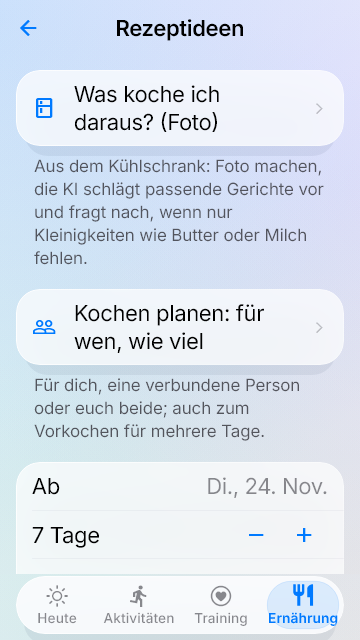 Rezeptideen
Was koche ich
daraus? (Foto)
Aus dem Kühlschrank: Foto machen,
die KI schlägt passende Gerichte vor
und fragt nach, wenn nur
Kleinigkeiten wie Butter oder Milch
fehlen.
Kochen planen: für
wen, wie viel
Für dich, eine verbundene Person
oder euch beide; auch zum
Vorkochen für mehrere Tage.
Ab Di., 24. Nov.
7 Tage − +
Heute Aktivitäten Training Ernährung